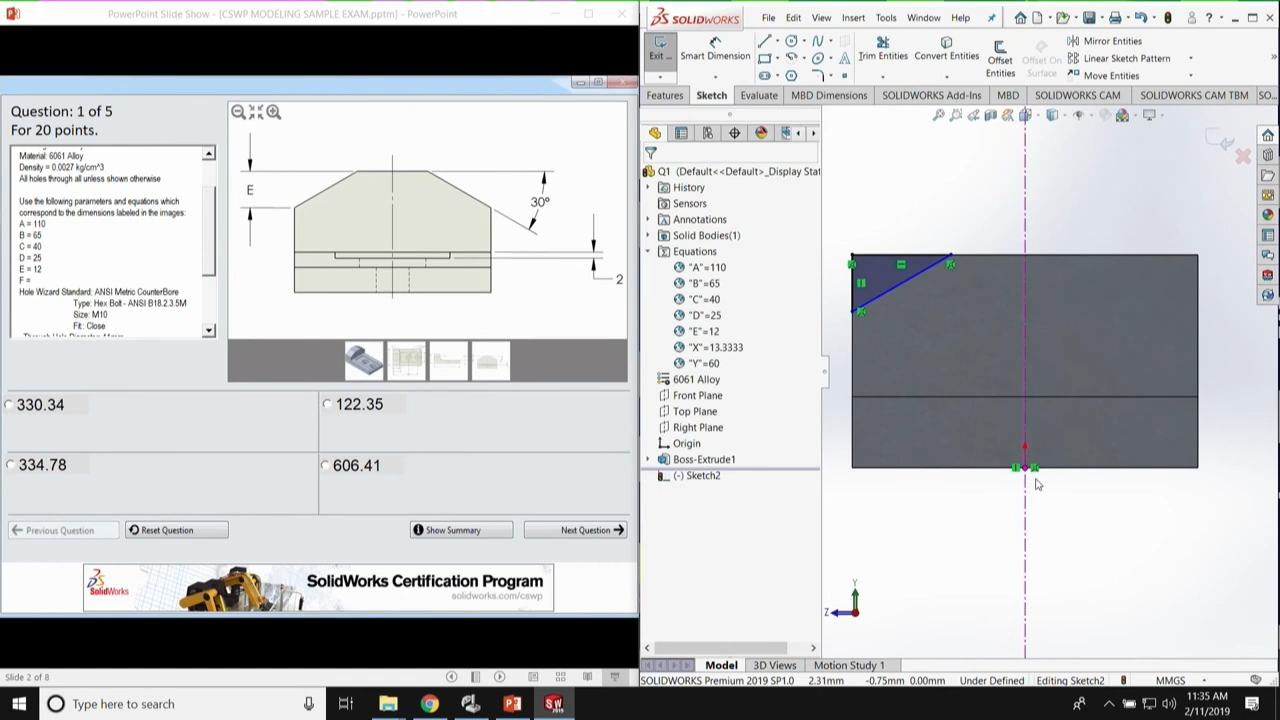 PowerPoint Slide Show - [CSWP MODELING SAMPLE EXAM.pptm] - PowerPoint
Question: 1 of 5
For 20 points.
Material: 6061 Alloy
Density = 0.0027 kg/cm^3
All holes through all unless shown otherwise
Use the following parameters and equations which
correspond to the dimensions labeled in the images:
A = 110
B = 65
C = 40
D = 25
E = 12
F =
Hole Wizard Standard: ANSI Metric CounterBore
Type: Hex Bolt - ANSI B18.2.3.5M
Size: M10
Fit: Close
E
30°
2
330.34
122.35
334.78
606.41
Previous Question
Reset Question
Show Summary
Next Question
SolidWorks
SolidWorks Certification Program
solidworks.com/cswp
Slide 2 of 8
SOLIDWORKS
File Edit View Insert Tools Window Help
Exit ...
Smart Dimension
Trim Entities
Convert Entities
Offset Entities
Offset On Surface
Mirror Entities
Linear Sketch Pattern
Move Entities
Features Sketch Evaluate MBD Dimensions SOLIDWORKS Add-Ins MBD SOLIDWORKS CAM SOLIDWORKS CAM TBM SO...
Q1 (Default<<Default>_Display Stat
History
Sensors
Annotations
Solid Bodies(1)
Equations
"A"=110
"B"=65
"C"=40
"D"=25
"E"=12
"X"=13.3333
"Y"=60
6061 Alloy
Front Plane
Top Plane
Right Plane
Origin
Boss-Extrude1
(-) Sketch2
Y
Z
Model 3D Views Motion Study 1
SOLIDWORKS Premium 2019 SP1.0 2.31mm -0.75mm 0.00mm Under Defined Editing Sketch2 MMGS
Type here to search
11:35 AM
2/11/2019